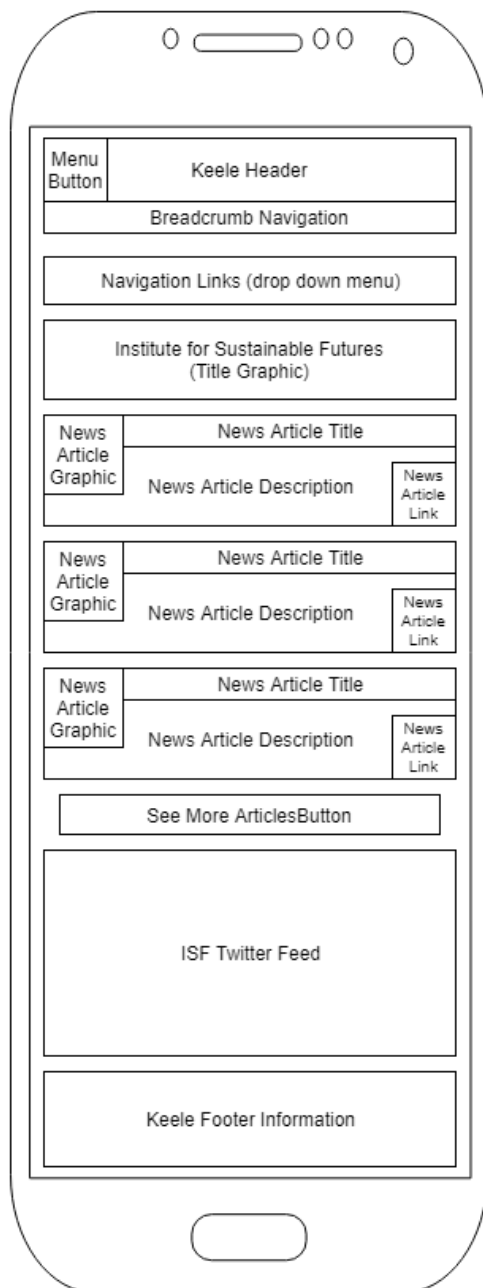 Menu
Button
Keele Header
Breadcrumb Navigation
Navigation Links (drop down menu)
Institute for Sustainable Futures
(Title Graphic)
News
Article
Graphic
News Article Title
News Article Description
News
Article
Link
News
Article
Graphic
News Article Title
News Article Description
News
Article
Link
News
Article
Graphic
News Article Title
News Article Description
News
Article
Link
See More ArticlesButton
ISF Twitter Feed
Keele Footer Information